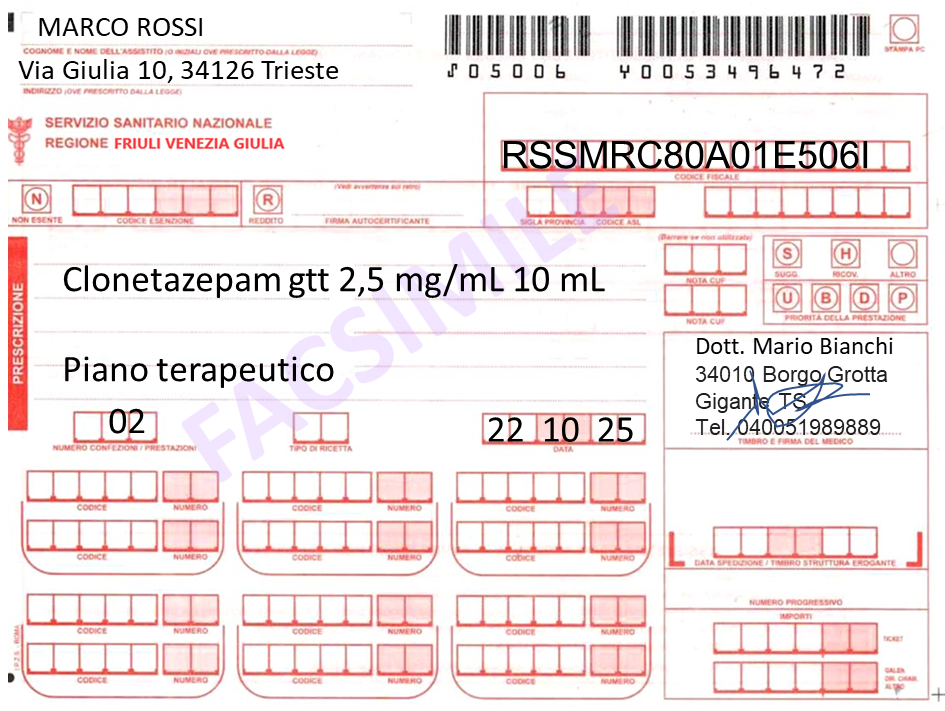 MARCO ROSSI
COGNOME E NOME DELL'ASSISTITO (O INIZIALI OVE PRESCRITTO DALLA LEGGE)
Via Giulia 10, 34126 Trieste
INDIRIZZO (OVE PRESCRITTO DALLA LEGGE)
SERVIZIO SANITARIO NAZIONALE
REGIONE FRIULI VENEZIA GIULIA
05006 Y0053496472
STAMPA PC
RSSMRC80A01E506I
CODICE FISCALE
N
NON ESENTE
CODICE ESENZIONE
R
REDDITO
(Vedi avvertenze sul retro)
FIRMA AUTOCERTIFICANTE
SIGLA PROVINCIA CODICE ASL
FACSIMILE
PRESCRIZIONE
Clonetazepam gtt 2,5 mg/mL 10 mL
Piano terapeutico
(Barrare se non utilizzate)
NOTA CUF
NOTA CUF
S H
SUGG. RICOV. ALTRO
U B D P
PRIORITÀ DELLA PRESTAZIONE
02
NUMERO CONFEZIONI / PRESTAZIONI
TIPO DI RICETTA
22 10 25
DATA
Dott. Mario Bianchi
34010 Borgo Grotta
Gigante TS
Tel. 040051989889
TIMBRO E FIRMA DEL MEDICO
CODICE NUMERO CODICE NUMERO CODICE NUMERO
CODICE NUMERO CODICE NUMERO CODICE NUMERO
DATA SPEDIZIONE / TIMBRO STRUTTURA EROGANTE
CODICE NUMERO CODICE NUMERO CODICE NUMERO
CODICE NUMERO CODICE NUMERO CODICE NUMERO
I.P.Z.S. - ROMA
NUMERO PROGRESSIVO
IMPORTI
TICKET
GALEN.
DIR. CHIAM.
ALTRO